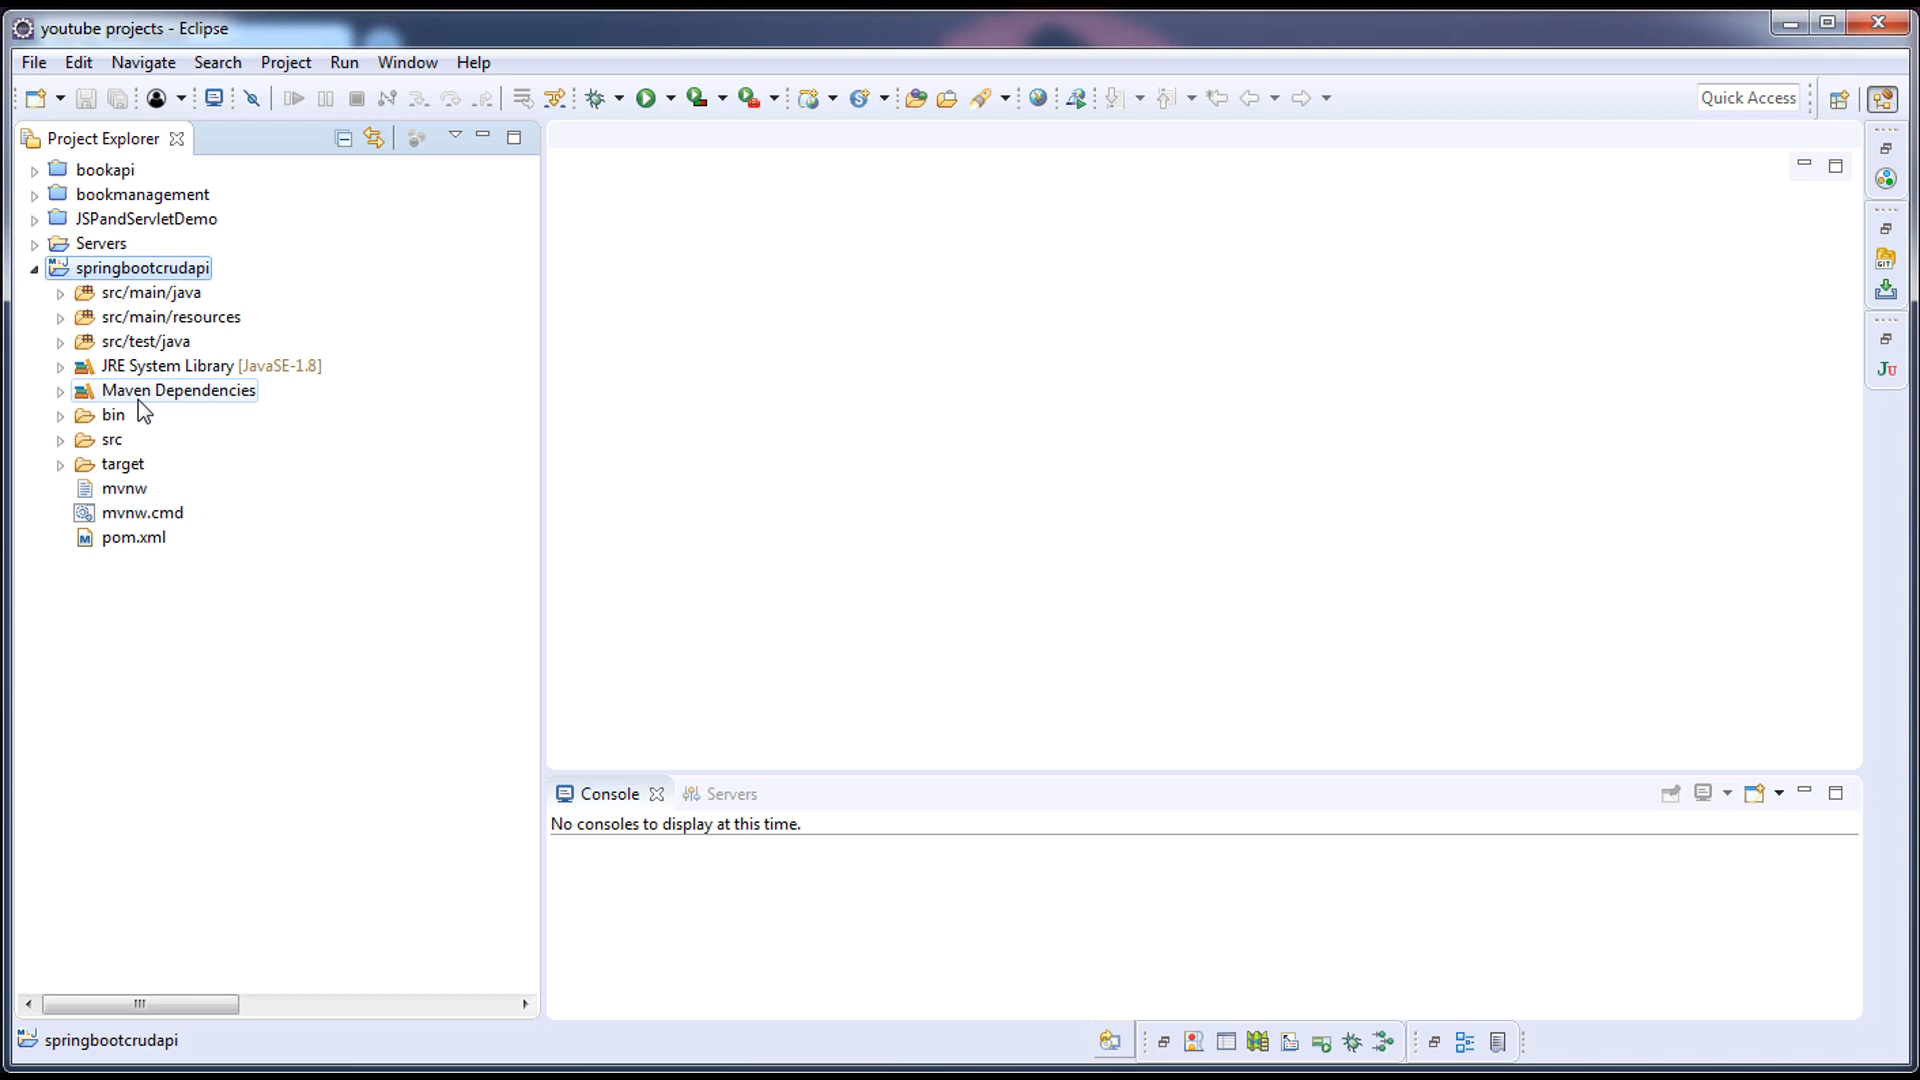 youtube projects - Eclipse
File Edit Navigate Search Project Run Window Help
Quick Access
Project Explorer
bookapi
bookmanagement
JSPandServletDemo
Servers
springbootcrudapi
src/main/java
src/main/resources
src/test/java
JRE System Library [JavaSE-1.8]
Maven Dependencies
bin
src
target
mvnw
mvnw.cmd
pom.xml
Console Servers
No consoles to display at this time.
springbootcrudapi